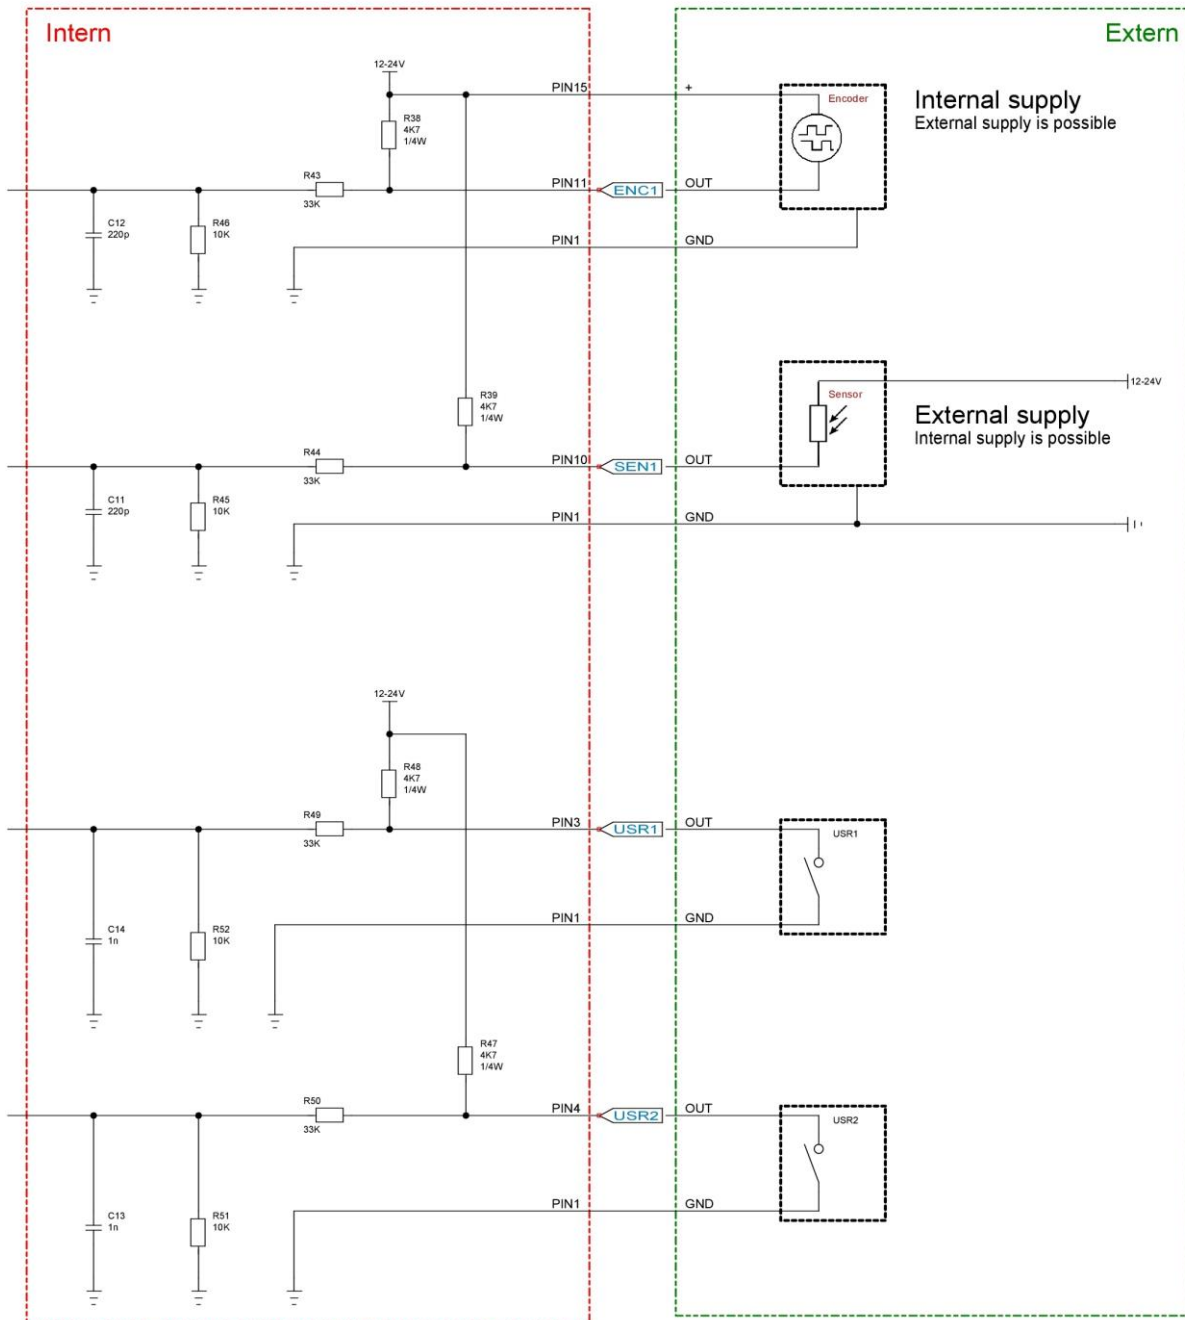 Intern
Extern
12-24V
PIN15
+
Encoder
Internal supply
External supply is possible
R38
4K7
1/4W
R43
33K
PIN11
ENC1
OUT
C12
220p
R46
10K
PIN1
GND
R39
4K7
1/4W
Sensor
12-24V
External supply
Internal supply is possible
R44
33K
PIN10
SEN1
OUT
C11
220p
R45
10K
PIN1
GND
12-24V
R48
4K7
1/4W
R49
33K
PIN3
USR1
OUT
USR1
C14
1n
R52
10K
PIN1
GND
R47
4K7
1/4W
R50
33K
PIN4
USR2
OUT
USR2
C13
1n
R51
10K
PIN1
GND